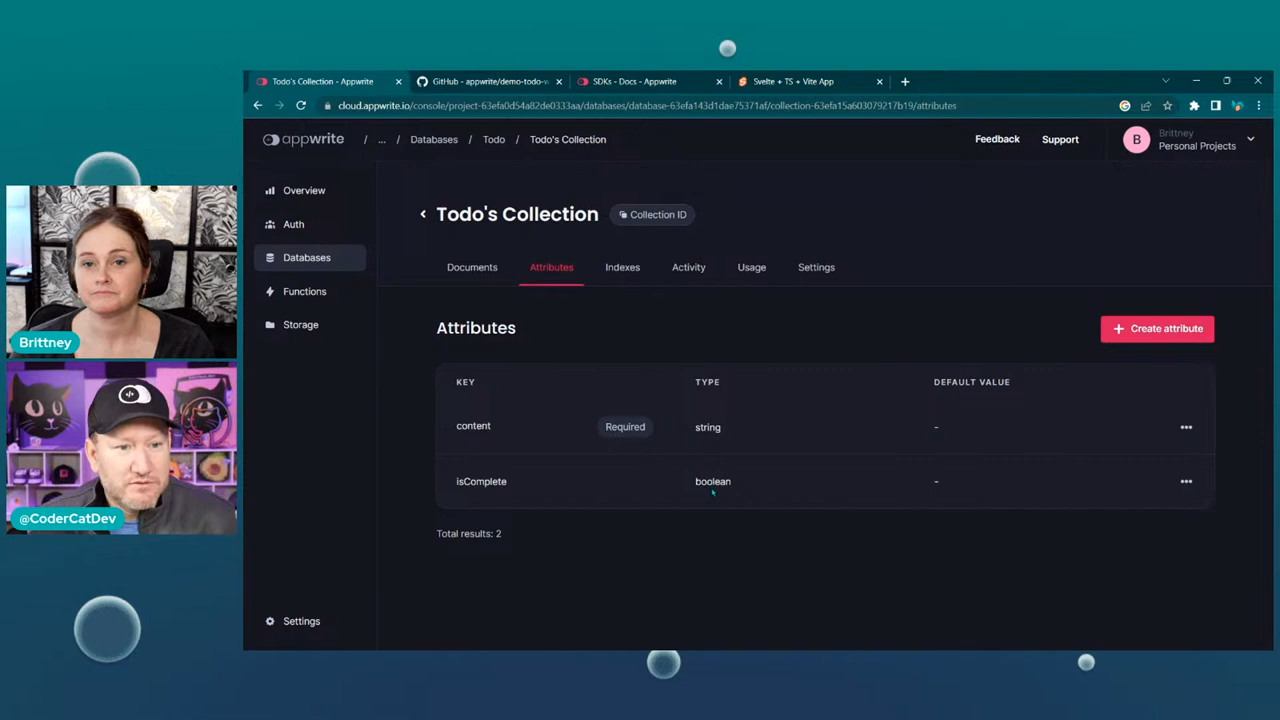 Todo's Collection - Appwrite
GitHub - appwrite/demo-todo-w
SDKs - Docs - Appwrite
Svelte + TS + Vite App
cloud.appwrite.io/console/project-63efa0d54a82de0333aa/databases/database-63efa143d1dae75371af/collection-63efa15a603079217b19/attributes
appwrite / ... / Databases / Todo / Todo's Collection
Feedback
Support
B
Brittney
Personal Projects
Overview
Auth
Databases
Functions
Storage
Settings
Todo's Collection
Collection ID
Documents
Attributes
Indexes
Activity
Usage
Settings
Attributes
+ Create attribute
KEY TYPE DEFAULT VALUE
content Required string -
isComplete boolean -
Total results: 2
Brittney
@CoderCatDev